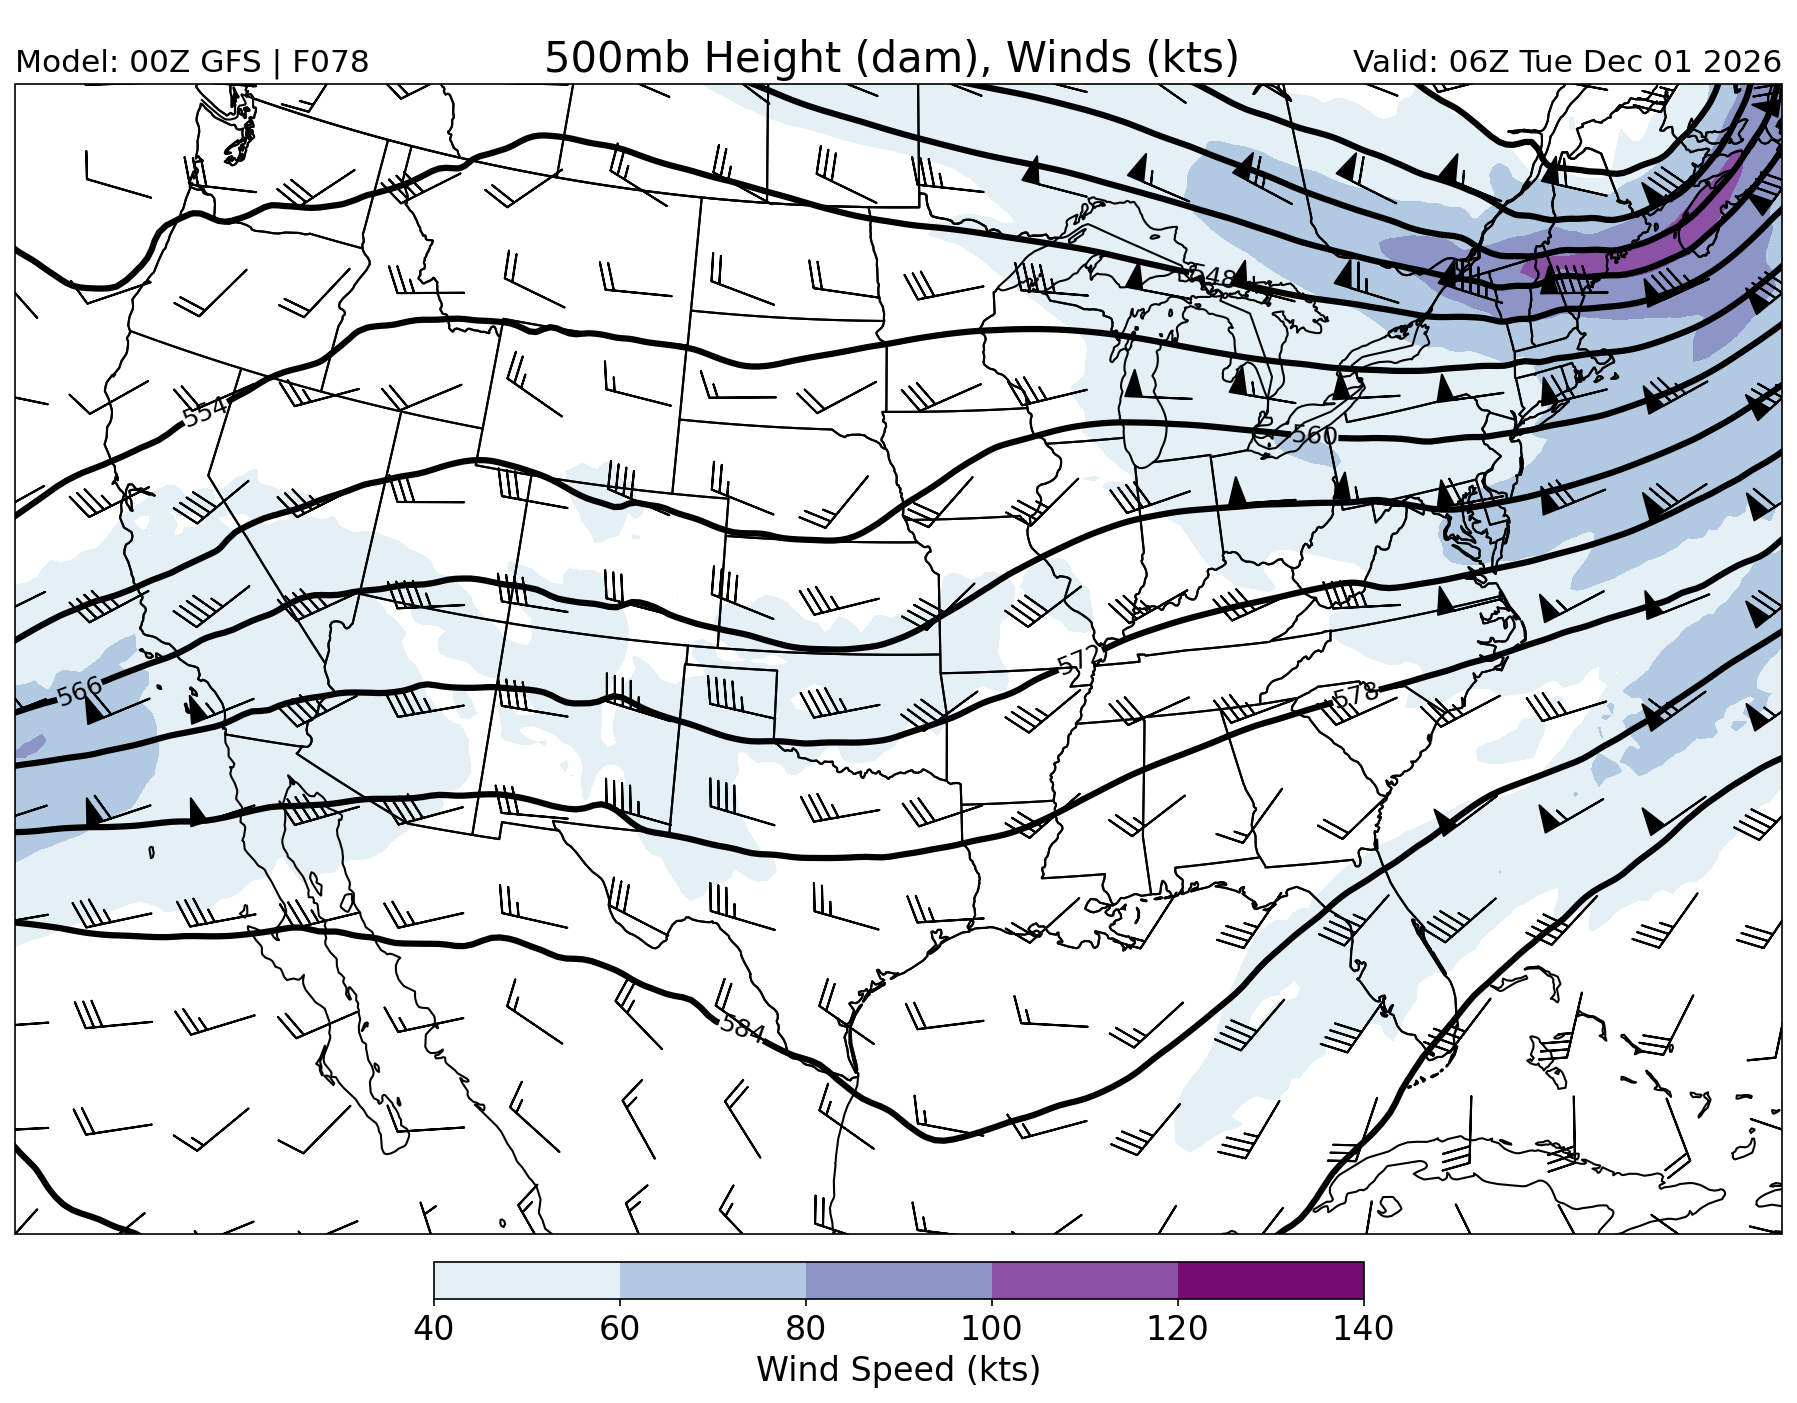 Model: 00Z GFS | F078
500mb Height (dam), Winds (kts)
Valid: 06Z Tue Dec 01 2026
548
554
560
566
572
578
584
40 60 80 100 120 140
Wind Speed (kts)